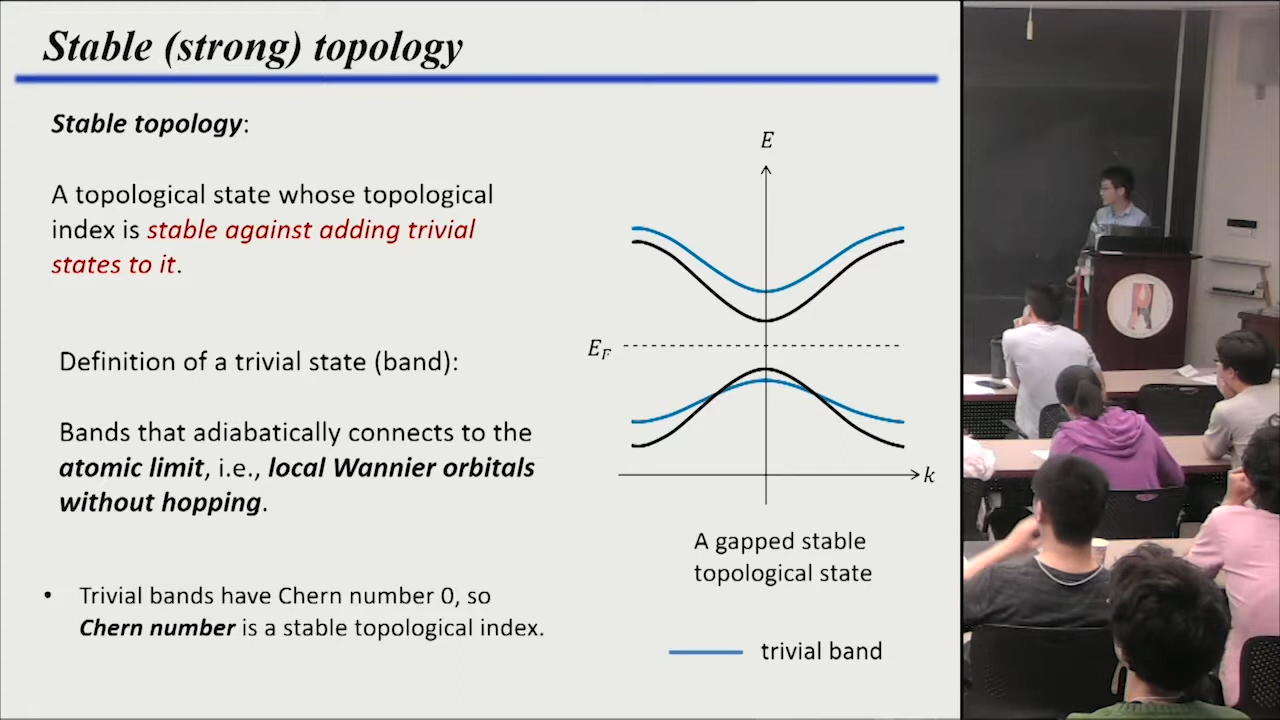 Stable (strong) topology
Stable topology:
A topological state whose topological
index is stable against adding trivial
states to it.
Definition of a trivial state (band):
Bands that adiabatically connects to the
atomic limit, i.e., local Wannier orbitals
without hopping.
• Trivial bands have Chern number 0, so
Chern number is a stable topological index.
E
E_F
k
A gapped stable
topological state
trivial band